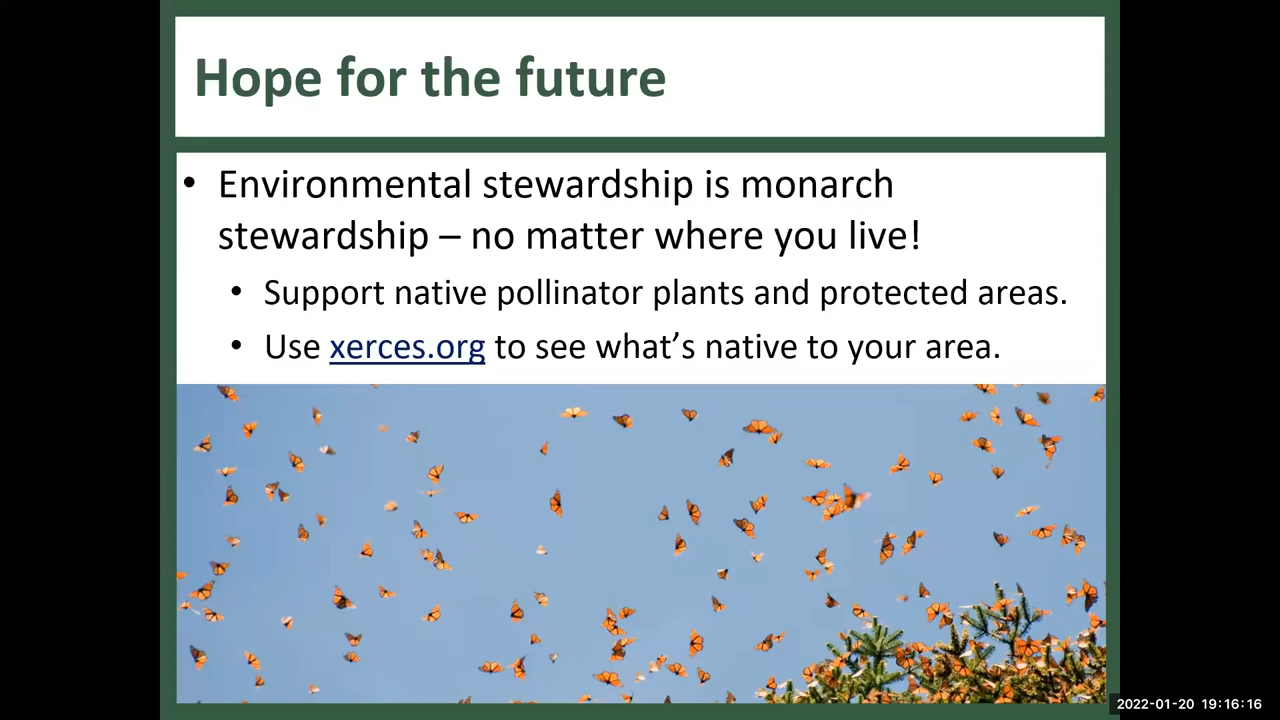 Hope for the future
• Environmental stewardship is monarch
stewardship – no matter where you live!
• Support native pollinator plants and protected areas.
• Use xerces.org to see what’s native to your area.
2022-01-20 19:16:16